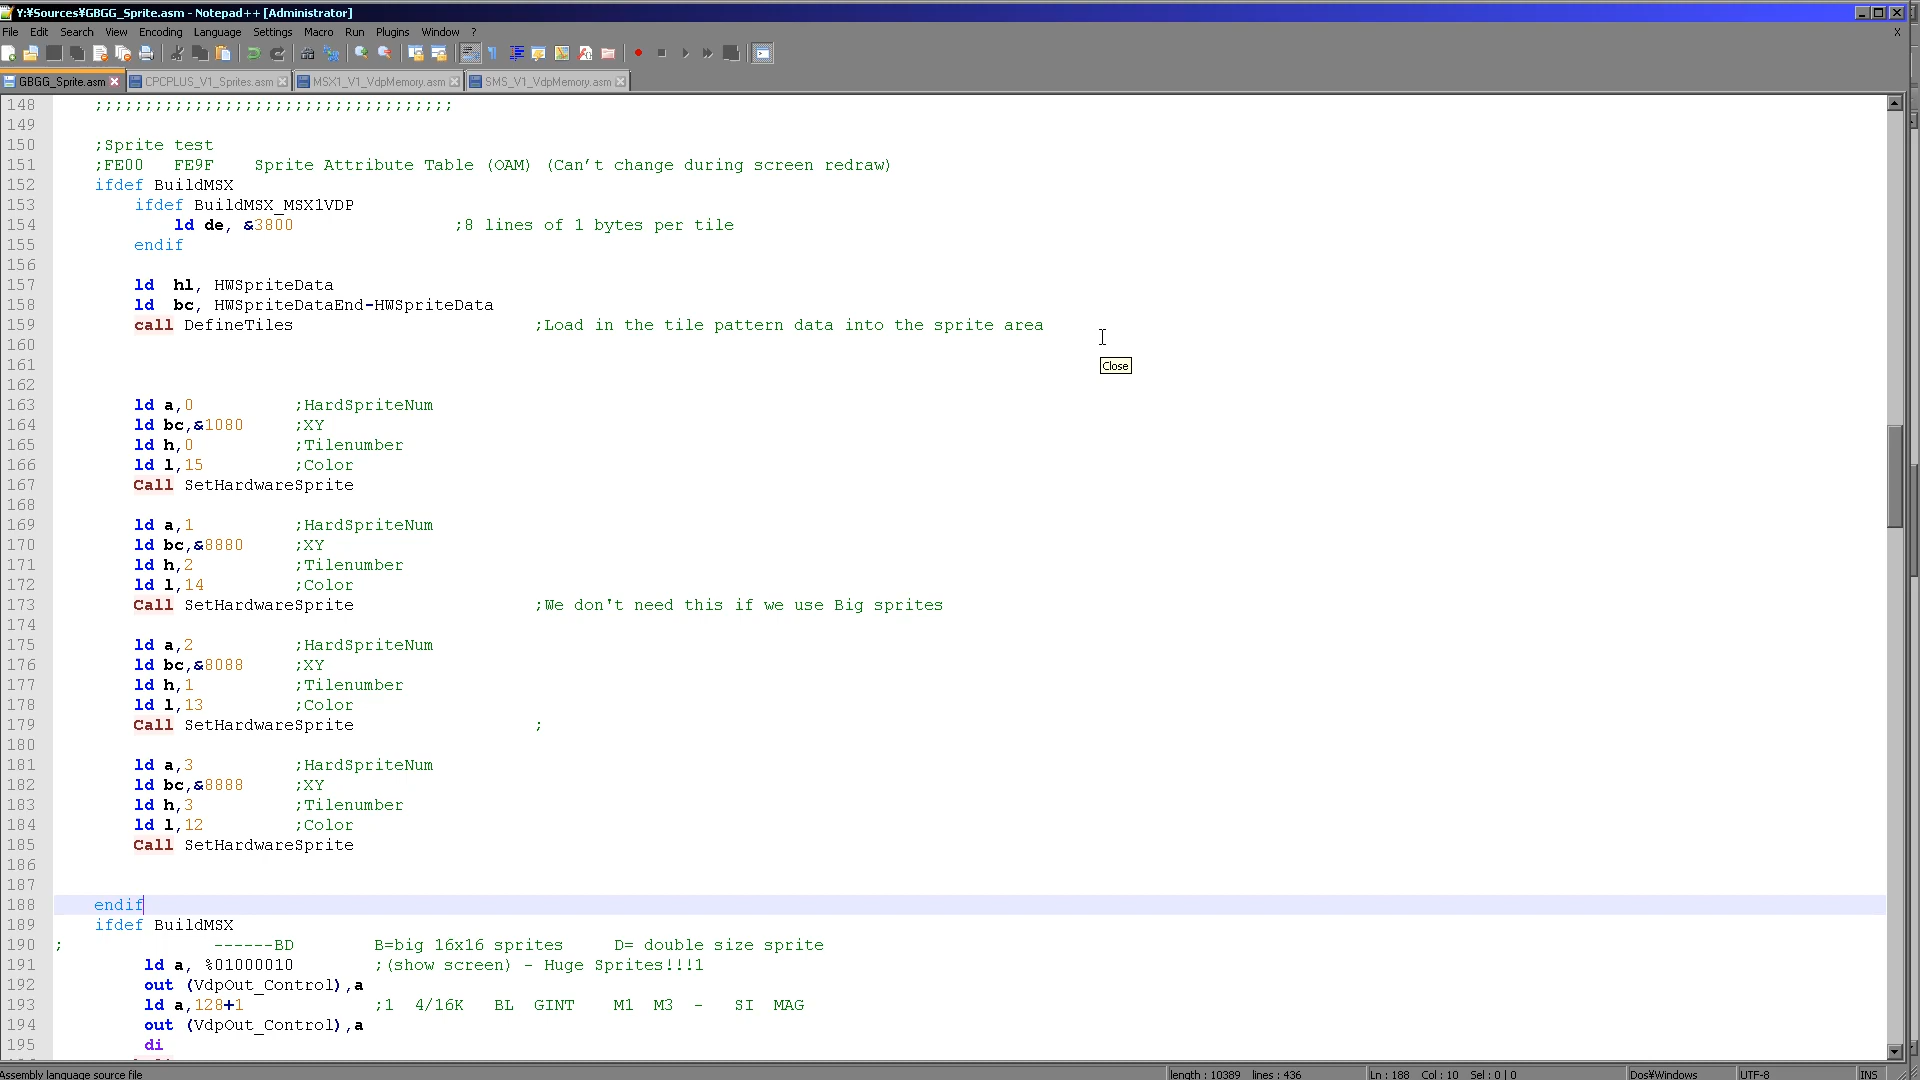 Y:¥Sources¥GBGG_Sprite.asm - Notepad++ [Administrator]
File Edit Search View Encoding Language Settings Macro Run Plugins Window ? X
GBGG_Sprite.asm CPCPLUS_V1_Sprites.asm MSX1_V1_VdpMemory.asm SMS_V1_VdpMemory.asm
148 ;;;;;;;;;;;;;;;;;;;;;;;;;;;;;;;;;;;;
149
150 ;Sprite test
151 ;FE00 FE9F Sprite Attribute Table (OAM) (Can't change during screen redraw)
152 ifdef BuildMSX
153 ifdef BuildMSX_MSX1VDP
154 ld de, &3800 ;8 lines of 1 bytes per tile
155 endif
156
157 ld hl, HWSpriteData
158 ld bc, HWSpriteDataEnd-HWSpriteData
159 call DefineTiles ;Load in the tile pattern data into the sprite area
160
161 Close
162
163 ld a,0 ;HardSpriteNum
164 ld bc,&1080 ;XY
165 ld h,0 ;Tilenumber
166 ld l,15 ;Color
167 Call SetHardwareSprite
168
169 ld a,1 ;HardSpriteNum
170 ld bc,&8880 ;XY
171 ld h,2 ;Tilenumber
172 ld l,14 ;Color
173 Call SetHardwareSprite ;We don't need this if we use Big sprites
174
175 ld a,2 ;HardSpriteNum
176 ld bc,&8088 ;XY
177 ld h,1 ;Tilenumber
178 ld l,13 ;Color
179 Call SetHardwareSprite ;
180
181 ld a,3 ;HardSpriteNum
182 ld bc,&8888 ;XY
183 ld h,3 ;Tilenumber
184 ld l,12 ;Color
185 Call SetHardwareSprite
186
187
188 endif
189 ifdef BuildMSX
190 ; ------BD B=big 16x16 sprites D= double size sprite
191 ld a, %01000010 ;(show screen) - Huge Sprites!!!1
192 out (VdpOut_Control),a
193 ld a,128+1 ;1 4/16K BL GINT M1 M3 - SI MAG
194 out (VdpOut_Control),a
195 di
Assembly language source file length : 10389 lines : 436 Ln : 188 Col : 10 Sel : 0 | 0 Dos¥Windows UTF-8 INS